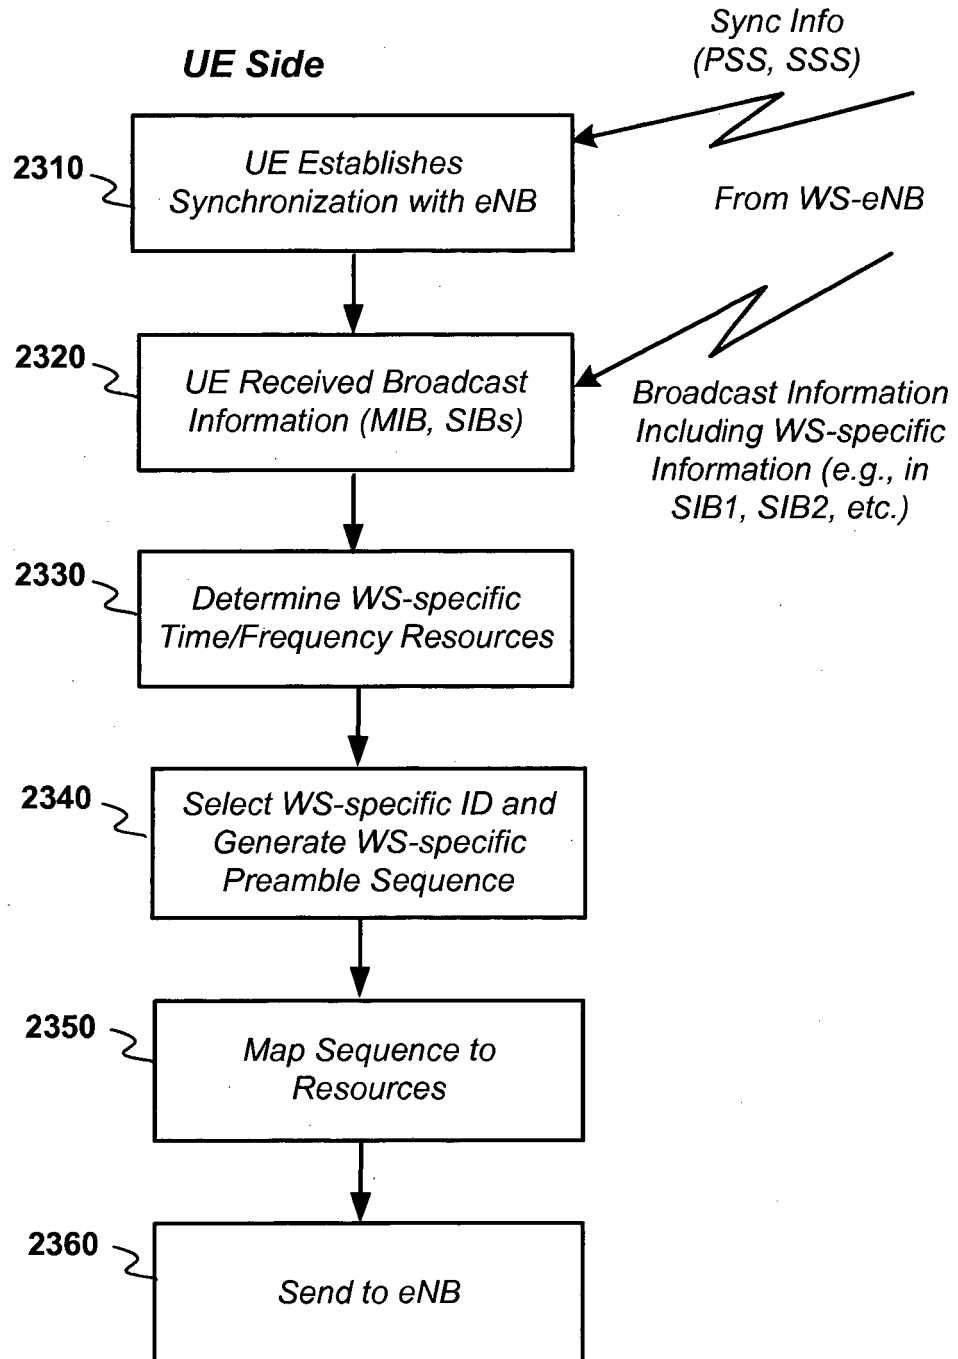 Sync Info
(PSS, SSS)
UE Side
2310
UE Establishes
Synchronization with eNB
From WS-eNB
2320
UE Received Broadcast
Information (MIB, SIBs)
Broadcast Information
Including WS-specific
Information (e.g., in
SIB1, SIB2, etc.)
2330
Determine WS-specific
Time/Frequency Resources
2340
Select WS-specific ID and
Generate WS-specific
Preamble Sequence
2350
Map Sequence to
Resources
2360
Send to eNB